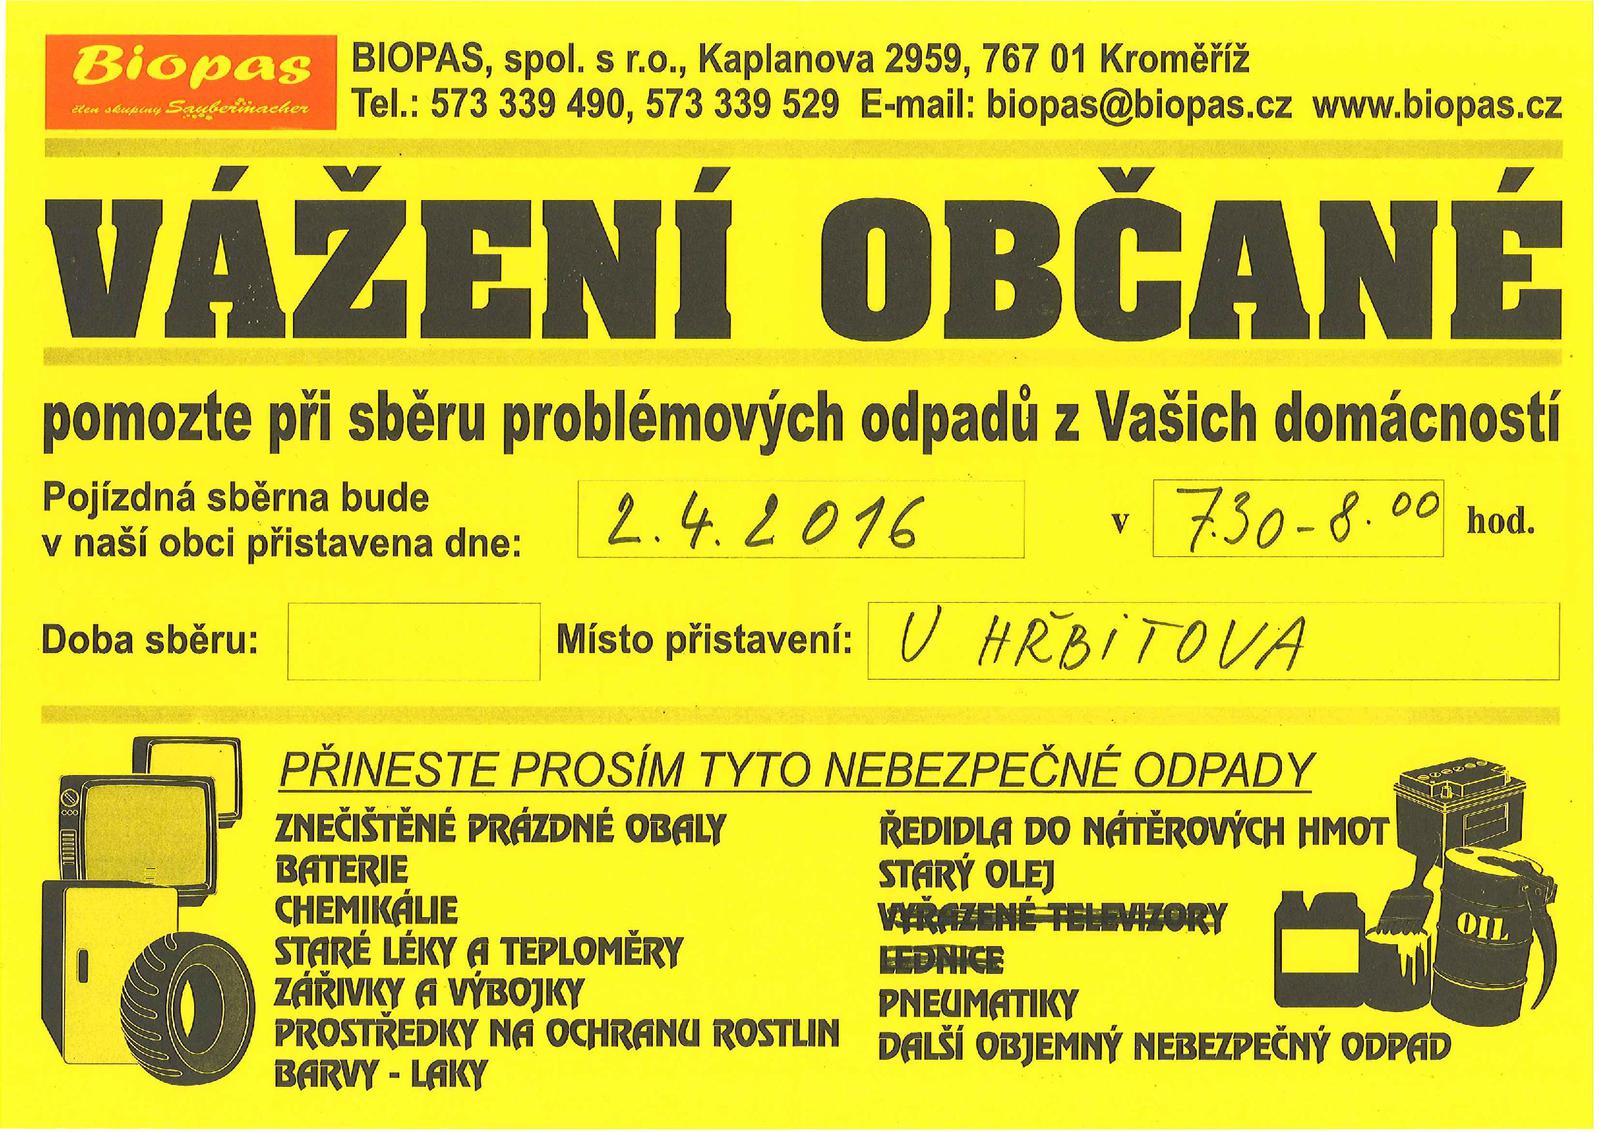 Biopas
člen skupiny Saubermacher
BIOPAS, spol. s r.o., Kaplanova 2959, 767 01 Kroměříž
Tel.: 573 339 490, 573 339 529 E-mail: biopas@biopas.cz www.biopas.cz
VÁŽENÍ OBČANÉ
pomozte při sběru problémových odpadů z Vašich domácností
Pojízdná sběrna bude
v naší obci přistavena dne: 2.4.2016 v 7.30-8.00 hod.
Doba sběru: Místo přistavení: U HŘBITOVA
PŘINESTE PROSÍM TYTO NEBEZPEČNÉ ODPADY
ZNEČIŠTĚNÉ PRÁZDNÉ OBALY
BATERIE
CHEMIKÁLIE
STARÉ LÉKY A TEPLOMĚRY
ZÁŘIVKY A VÝBOJKY
PROSTŘEDKY NA OCHRANU ROSTLIN
BARVY - LAKY
ŘEDIDLA DO NÁTĚROVÝCH HMOT
STARÝ OLEJ
VYŘAZENÉ TELEVIZORY
LEDNICE
PNEUMATIKY
DALŠÍ OBJEMNÝ NEBEZPEČNÝ ODPAD
OIL